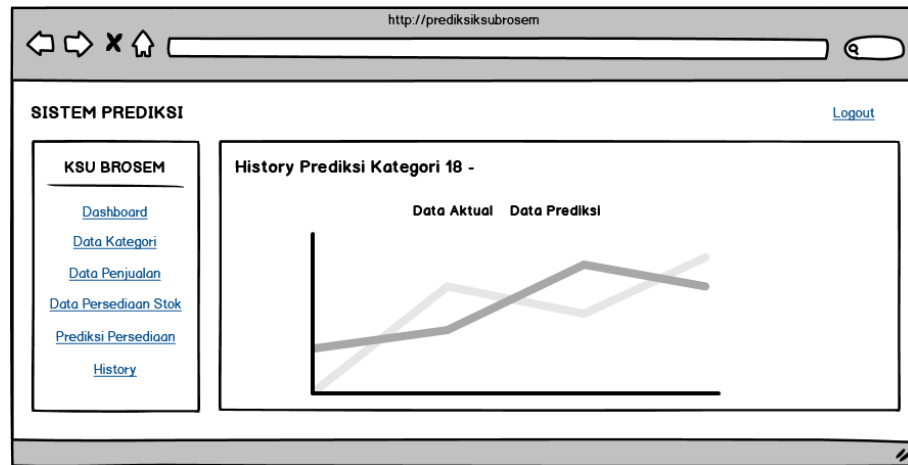 http://prediksiksubrosem
SISTEM PREDIKSI
Logout
KSU BROSEM
Dashboard
Data Kategori
Data Penjualan
Data Persediaan Stok
Prediksi Persediaan
History
History Prediksi Kategori 18 -
Data Aktual Data Prediksi